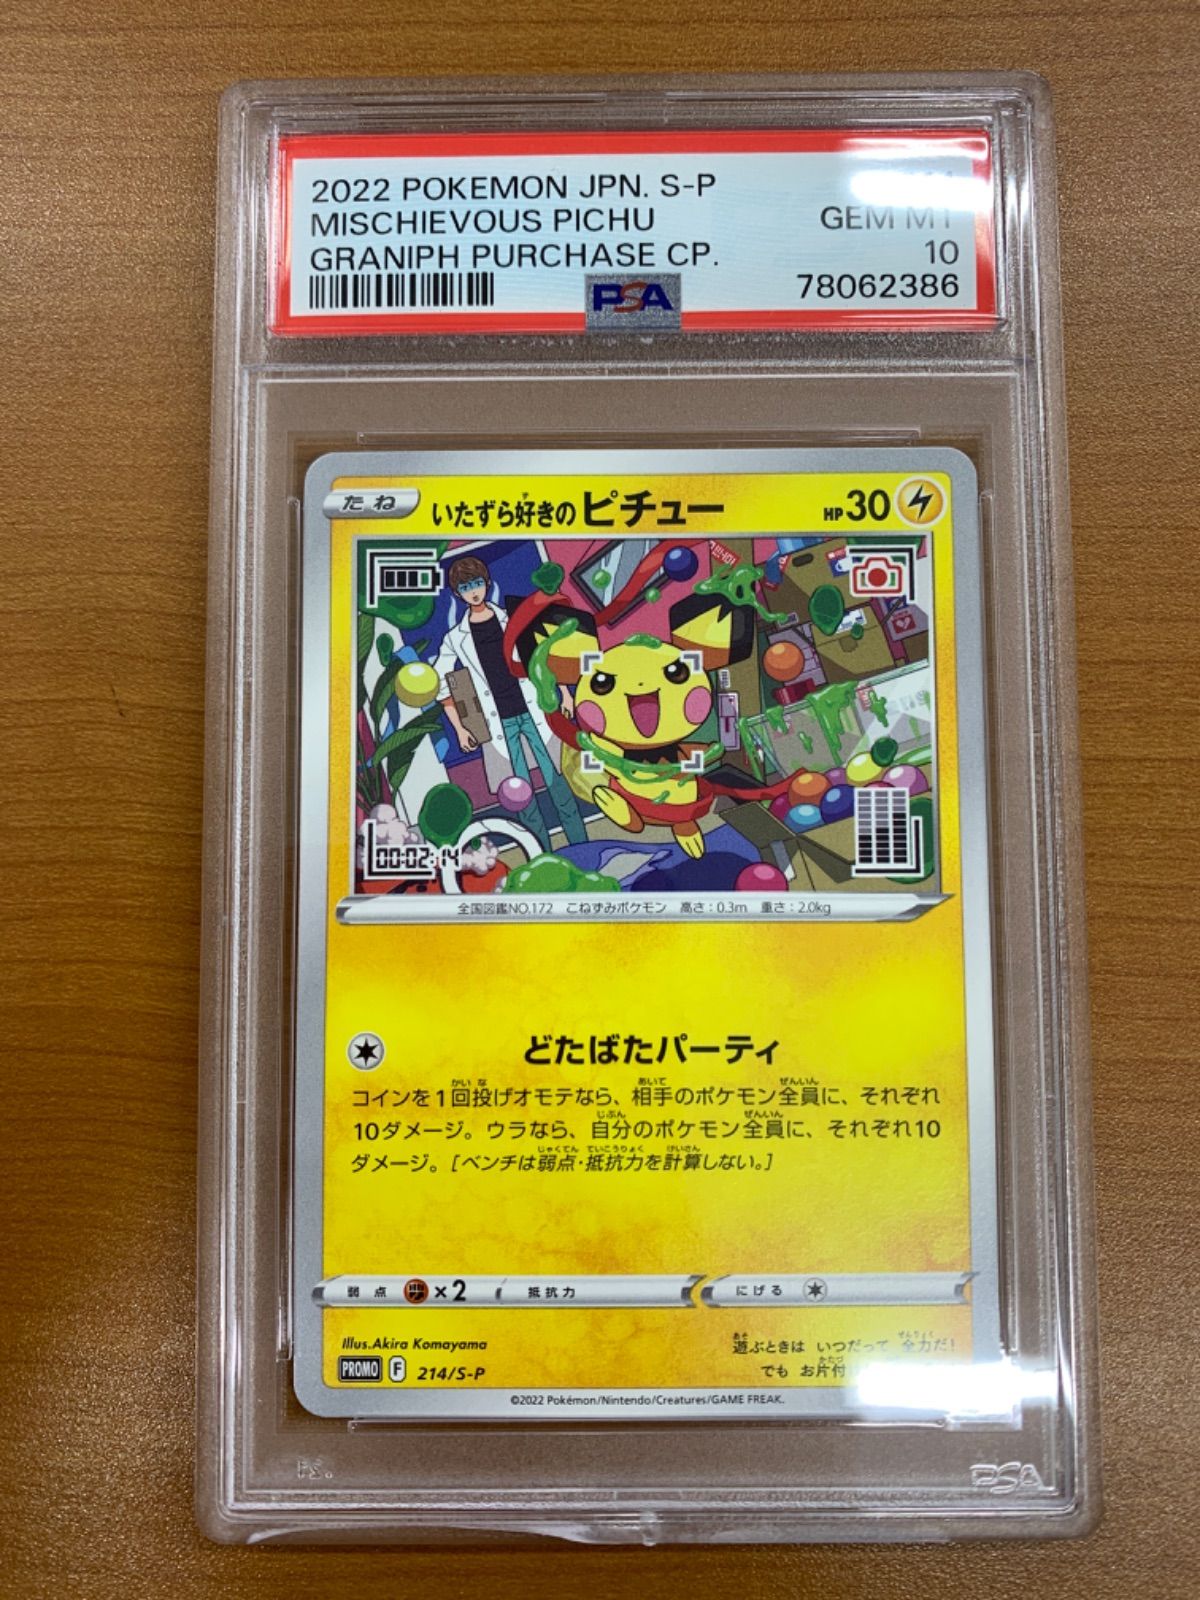 2022 POKEMON JPN. S-P
MISCHIEVOUS PICHU
GEM MT
GRANIPH PURCHASE CP.
10
PSA
78062386
たね
いたずら好きの ピチュー
HP 30
00:02:14
全国図鑑NO.172 こねずみポケモン 高さ：0.3m 重さ：2.0kg
どたばたパーティ
コインを1回投げオモテなら、相手のポケモン全員に、それぞれ
10ダメージ。ウラなら、自分のポケモン全員に、それぞれ10
ダメージ。［ベンチは弱点・抵抗力を計算しない。］
弱点 ×2 抵抗力 にげる
Illus. Akira Komayama
遊ぶときは いつだって 全力だ！
でも お片付
PROMO F 214/S-P
©2022 Pokémon/Nintendo/Creatures/GAME FREAK.
PSA